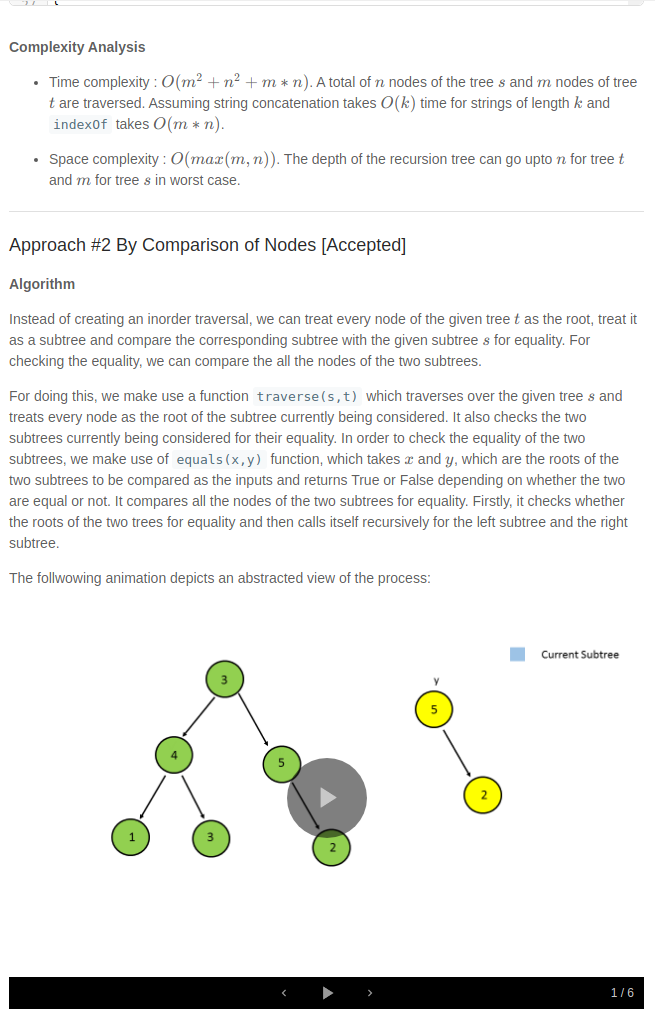 Complexity Analysis
• Time complexity : O(m² + n² + m * n). A total of n nodes of the tree s and m nodes of tree
t are traversed. Assuming string concatenation takes O(k) time for strings of length k and
indexOf takes O(m * n).
• Space complexity : O(max(m, n)). The depth of the recursion tree can go upto n for tree t
and m for tree s in worst case.
Approach #2 By Comparison of Nodes [Accepted]
Algorithm
Instead of creating an inorder traversal, we can treat every node of the given tree t as the root, treat it
as a subtree and compare the corresponding subtree with the given subtree s for equality. For
checking the equality, we can compare the all the nodes of the two subtrees.
For doing this, we make use a function traverse(s,t) which traverses over the given tree s and
treats every node as the root of the subtree currently being considered. It also checks the two
subtrees currently being considered for their equality. In order to check the equality of the two
subtrees, we make use of equals(x,y) function, which takes x and y, which are the roots of the
two subtrees to be compared as the inputs and returns True or False depending on whether the two
are equal or not. It compares all the nodes of the two subtrees for equality. Firstly, it checks whether
the roots of the two trees for equality and then calls itself recursively for the left subtree and the right
subtree.
The follwowing animation depicts an abstracted view of the process:
Current Subtree
3
y
5
4
5
2
1
3
2
1 / 6